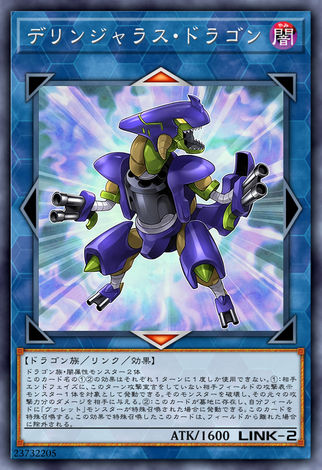 デリンジャラス・ドラゴン
闇
やみ
【ドラゴン族/リンク/効果】
ドラゴン族・闇属性モンスター2体
このカード名の①②の効果はそれぞれ1ターンに1度しか使用できない。①:相手
エンドフェイズに、このターン攻撃宣言をしていない相手フィールドの攻撃表示
モンスター1体を対象として発動できる。そのモンスターを破壊し、その元々の攻
撃力分のダメージを相手に与える。②:このカードが墓地に存在し、自分フィール
ドに「ヴァレット」モンスターが特殊召喚された場合に発動できる。このカードを
特殊召喚する。この効果で特殊召喚したこのカードは、フィールドから離れた場合
に除外される。
ATK/1600 LINK-2
23732205